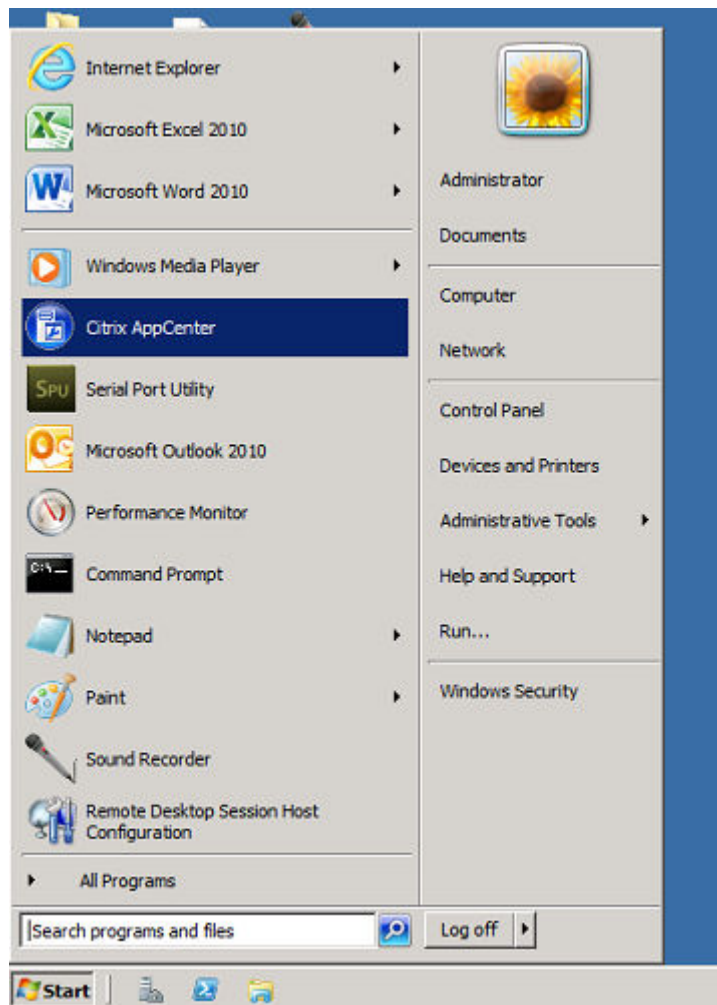 Internet Explorer
Microsoft Excel 2010
Microsoft Word 2010
Windows Media Player
Citrix AppCenter
SPU
Serial Port Utility
Microsoft Outlook 2010
Performance Monitor
C:\_
Command Prompt
Notepad
Paint
Sound Recorder
Remote Desktop Session Host
Configuration
All Programs
Search programs and files
Administrator
Documents
Computer
Network
Control Panel
Devices and Printers
Administrative Tools
Help and Support
Run...
Windows Security
Log off
Start